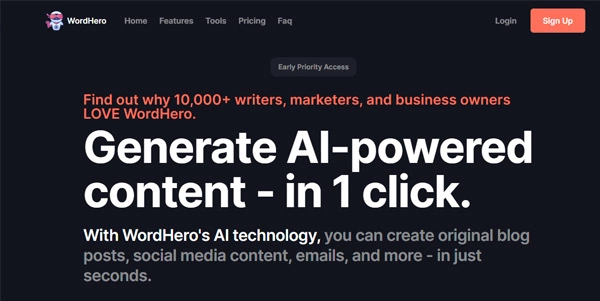 WordHero Home Features Tools Pricing Faq Login Sign Up
Early Priority Access
Find out why 10,000+ writers, marketers, and business owners
LOVE WordHero.
Generate AI-powered
content - in 1 click.
With WordHero's AI technology, you can create original blog
posts, social media content, emails, and more - in just
seconds.